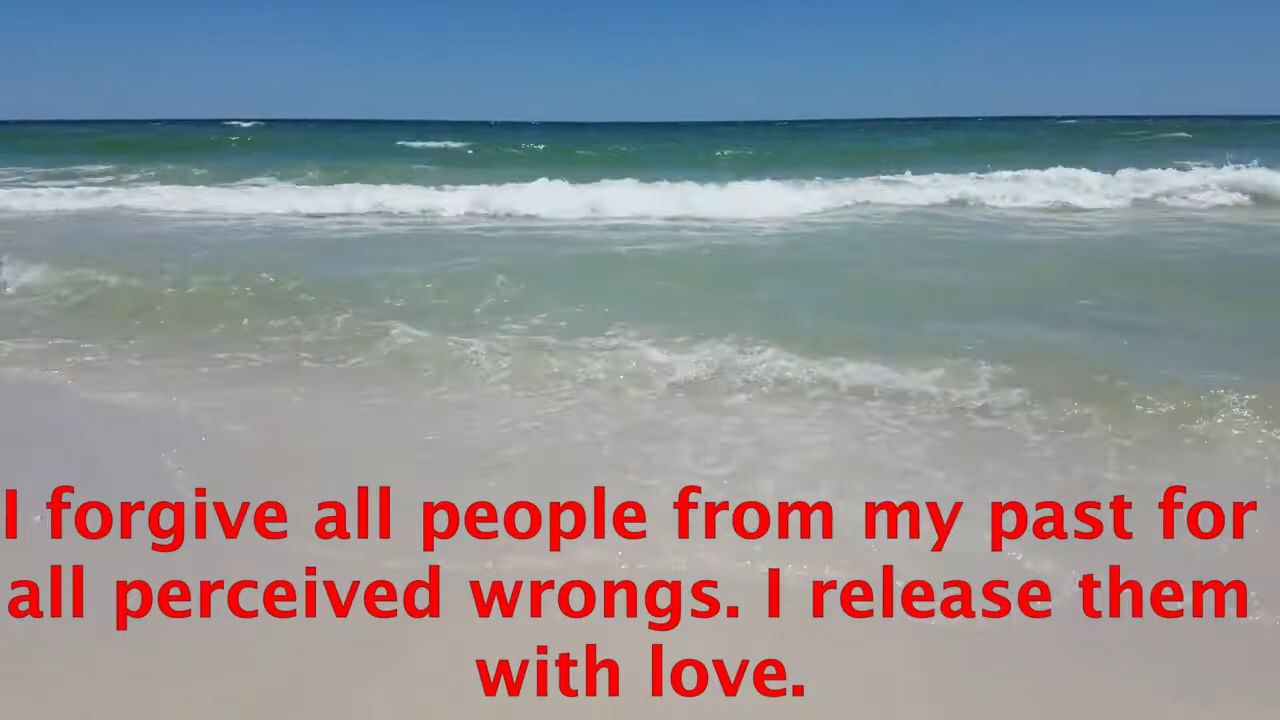 I forgive all people from my past for
all perceived wrongs. I release them
with love.